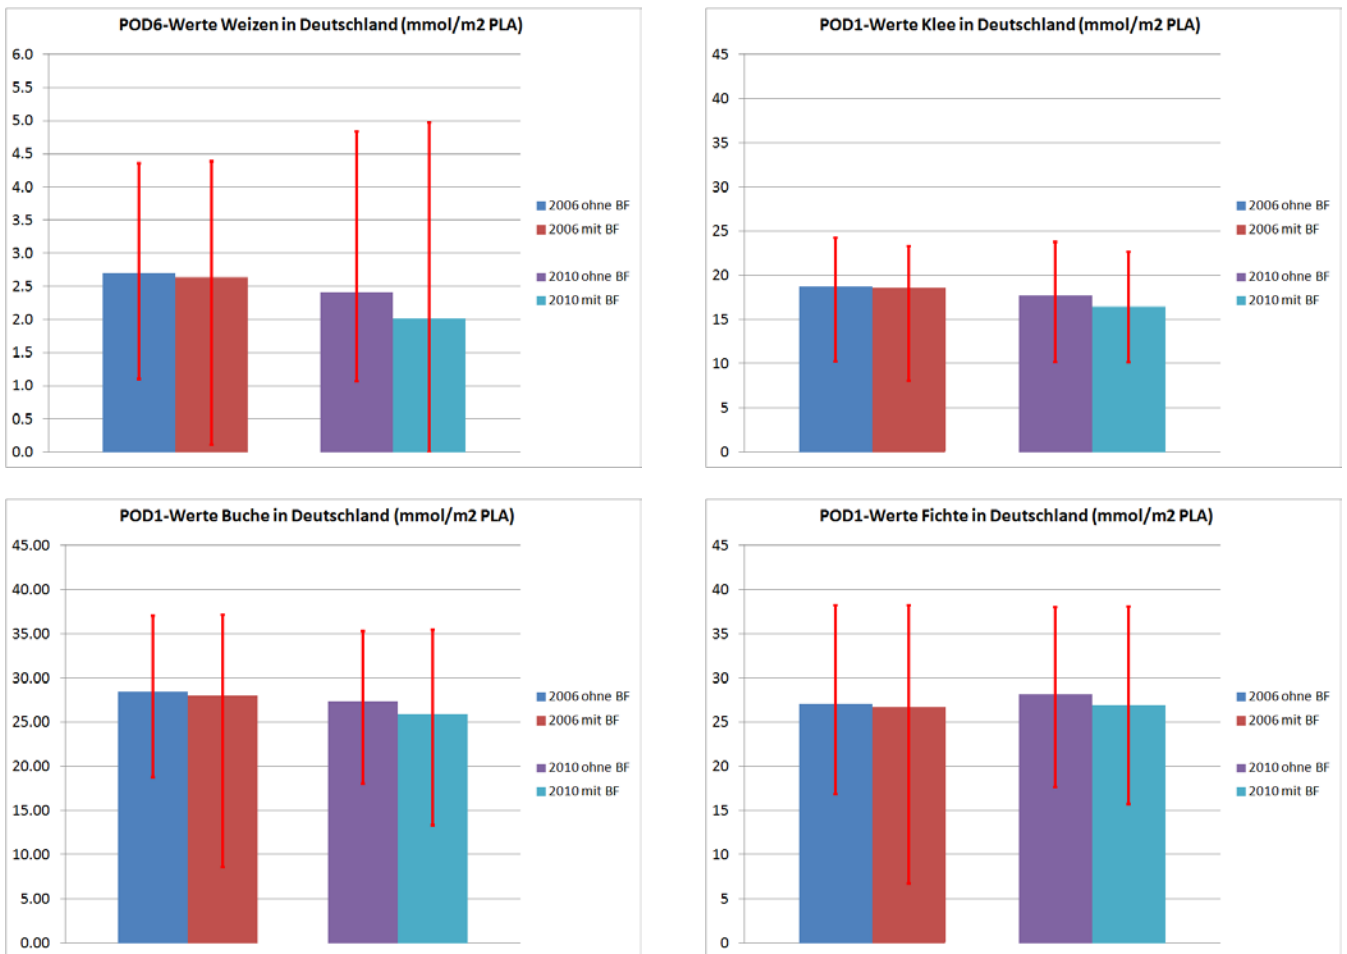 POD6-Werte Weizen in Deutschland (mmol/m2 PLA)
6.0
5.5
5.0
4.5
4.0
3.5
3.0
2.5
2.0
1.5
1.0
0.5
0.0
2006 ohne BF
2006 mit BF
2010 ohne BF
2010 mit BF
POD1-Werte Klee in Deutschland (mmol/m2 PLA)
45
40
35
30
25
20
15
10
5
0
2006 ohne BF
2006 mit BF
2010 ohne BF
2010 mit BF
POD1-Werte Buche in Deutschland (mmol/m2 PLA)
45.00
40.00
35.00
30.00
25.00
20.00
15.00
10.00
5.00
0.00
2006 ohne BF
2006 mit BF
2010 ohne BF
2010 mit BF
POD1-Werte Fichte in Deutschland (mmol/m2 PLA)
45
40
35
30
25
20
15
10
5
0
2006 ohne BF
2006 mit BF
2010 ohne BF
2010 mit BF